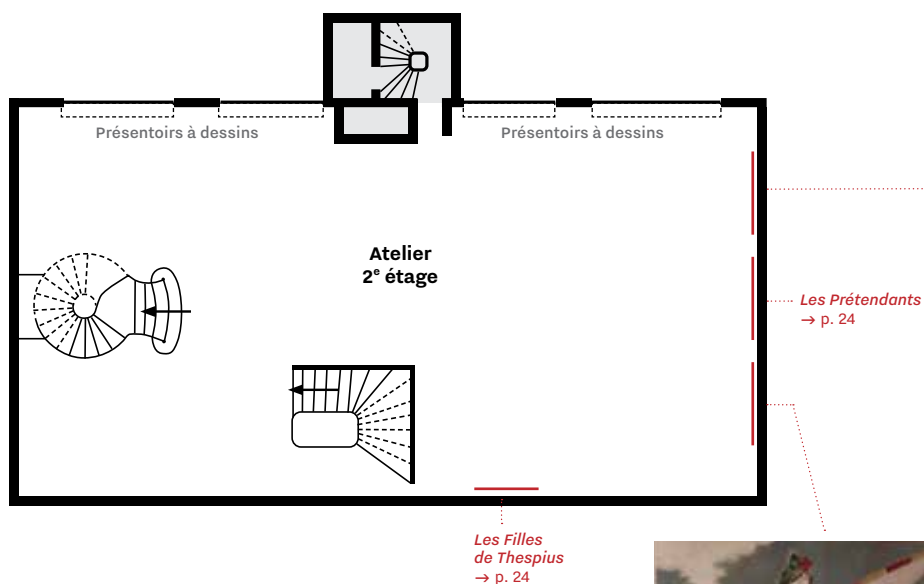 Présentoirs à dessins
Présentoirs à dessins
Atelier
2e étage
Les Prétendants
→ p. 24
Les Filles
de Thespius
→ p. 24